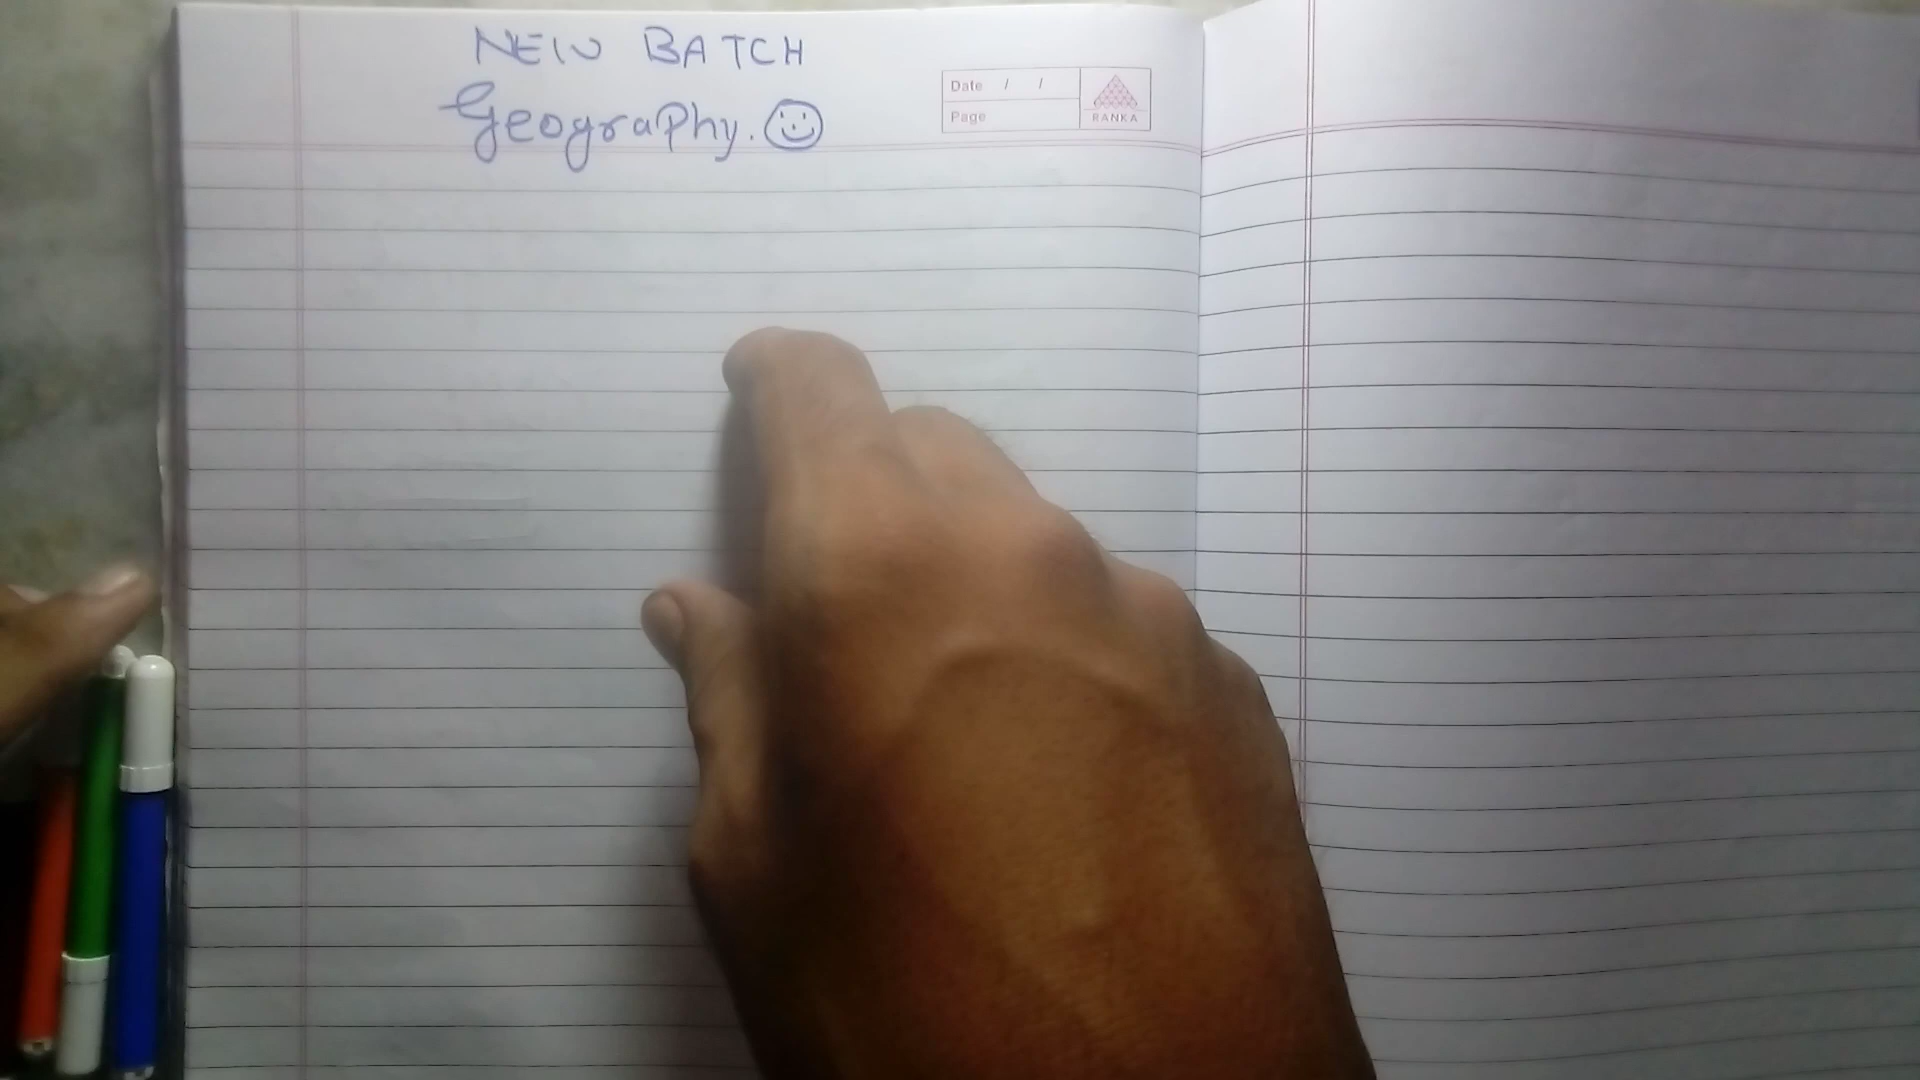 NEW BATCH
Geography. 
Date / /
Page
RANKA